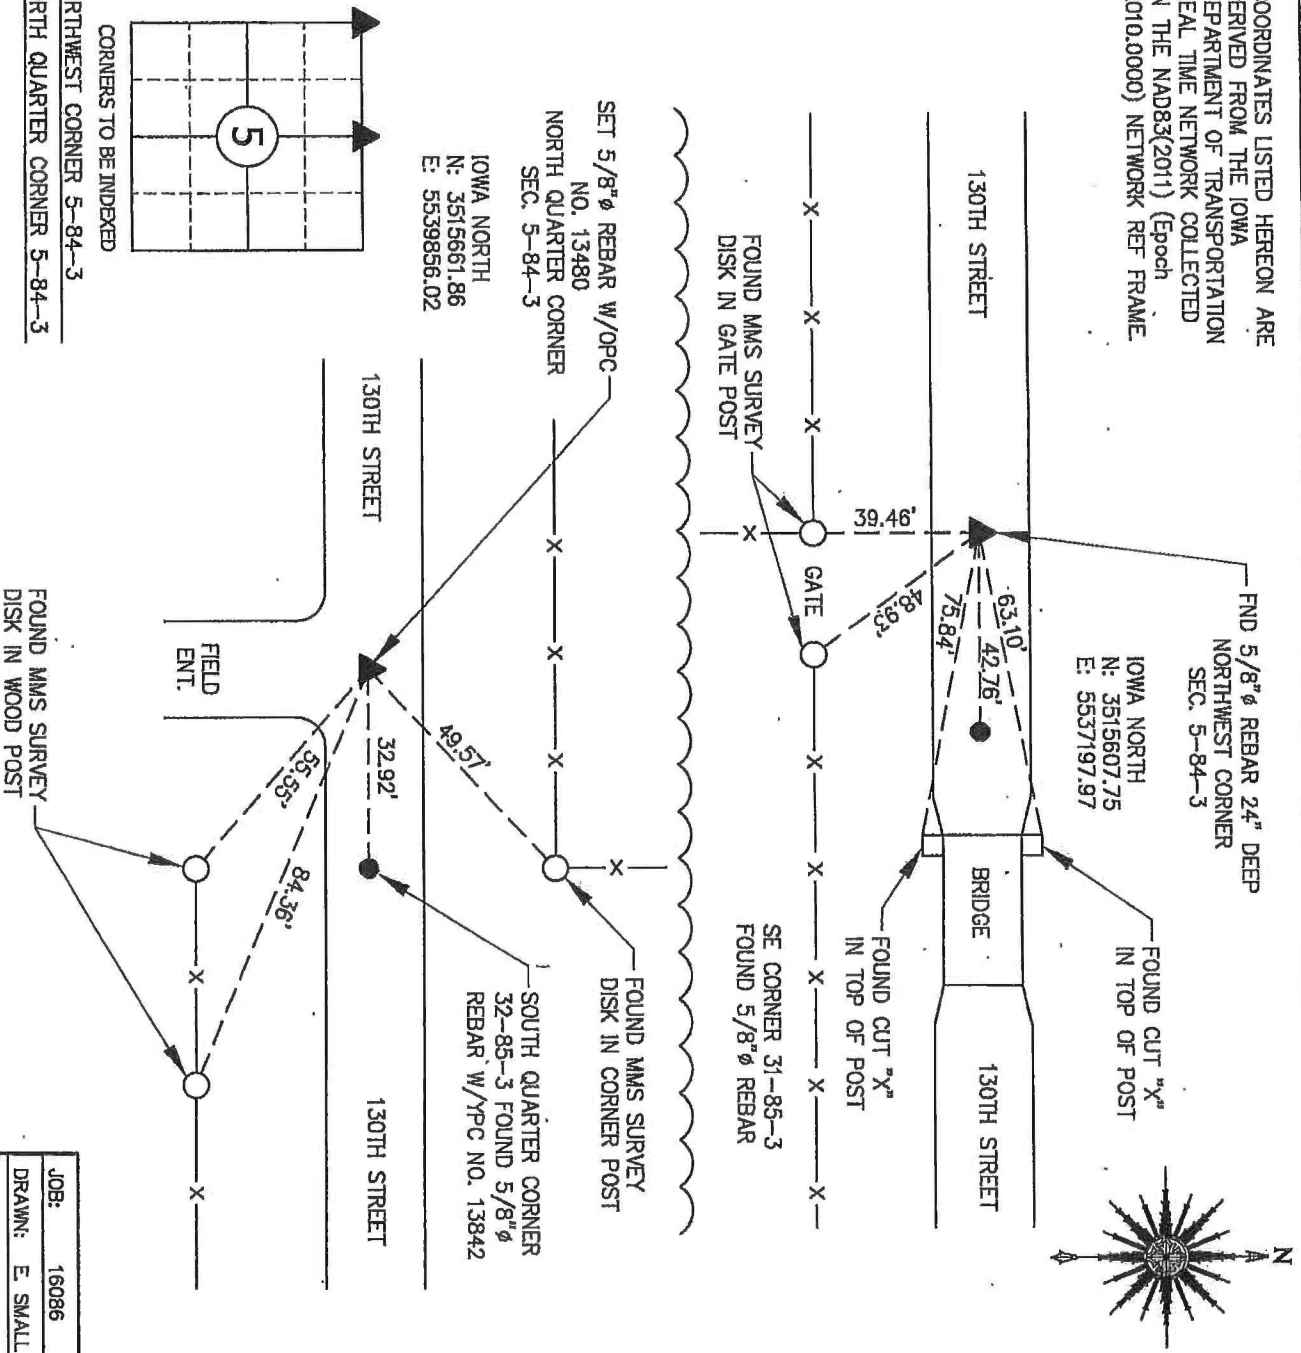 COORDINATES LISTED HEREON ARE
DERIVED FROM THE IOWA
DEPARTMENT OF TRANSPORTATION
REAL TIME NETWORK COLLECTED
IN THE NAD83(2011) (Epoch
2010.0000) NETWORK REF FRAME.
N
FND 5/8"ø REBAR 24" DEEP
NORTHWEST CORNER
SEC. 5-84-3
IOWA NORTH
N: 3515607.75
E: 5537197.97
FOUND CUT "X"
IN TOP OF POST
130TH STREET
63.10'
42.76'
75.84'
BRIDGE
130TH STREET
39.46'
48.93'
GATE
FOUND CUT "X"
IN TOP OF POST
FOUND MMS SURVEY
DISK IN GATE POST
SE CORNER 31-85-3
FOUND 5/8"ø REBAR
X
X
X
X
X
X
X
X
X
SET 5/8"ø REBAR W/OPC
NO. 13480
NORTH QUARTER CORNER
SEC. 5-84-3
IOWA NORTH
N: 3515661.86
E: 5539856.02
FOUND MMS SURVEY
DISK IN CORNER POST
X
X
X
X
49.57'
SOUTH QUARTER CORNER
32-85-3 FOUND 5/8"ø
REBAR W/YPC NO. 13842
130TH STREET
32.92'
130TH STREET
55.55'
84.36'
FIELD
ENT.
X
X
FOUND MMS SURVEY
DISK IN WOOD POST
5
CORNERS TO BE INDEXED
RTHWEST CORNER 5-84-3
RTH QUARTER CORNER 5-84-3
JOB: 16086
DRAWN: E SMALL